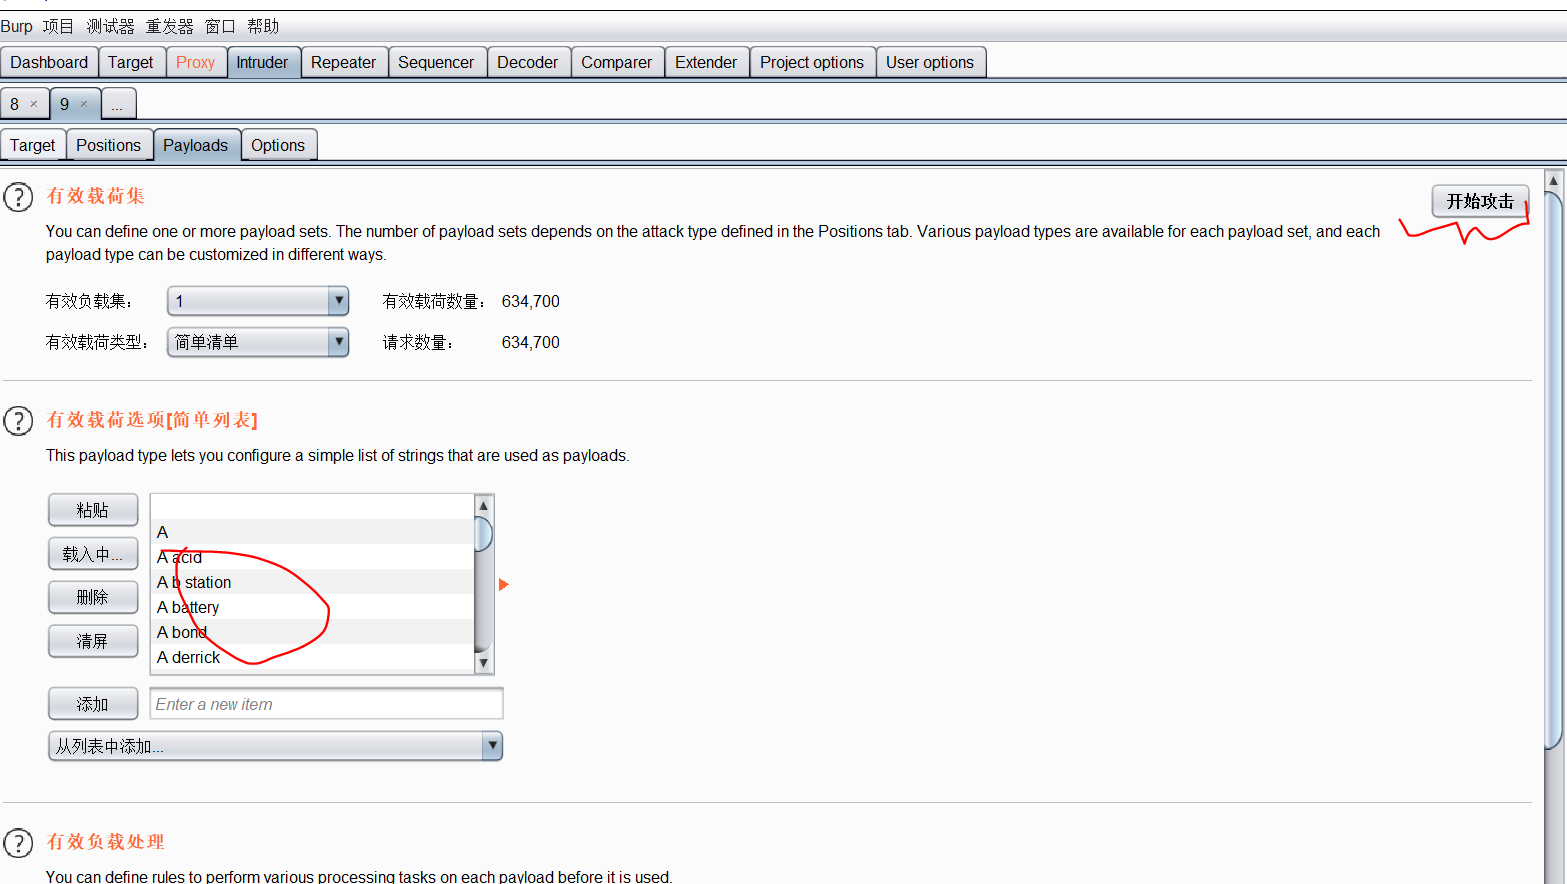 Burp 项目 测试器 重发器 窗口 帮助
Dashboard Target Proxy Intruder Repeater Sequencer Decoder Comparer Extender Project options User options
8 × 9 × ...
Target Positions Payloads Options
? 有效载荷集
开始攻击
You can define one or more payload sets. The number of payload sets depends on the attack type defined in the Positions tab. Various payload types are available for each payload set, and each
payload type can be customized in different ways.
有效负载集： 1 有效载荷数量： 634,700
有效载荷类型： 简单清单 请求数量： 634,700
? 有效载荷选项[简单列表]
This payload type lets you configure a simple list of strings that are used as payloads.
粘贴
载入中...
删除
清屏
A
A acid
A b station
A battery
A bond
A derrick
添加 Enter a new item
从列表中添加...
? 有效负载处理
You can define rules to perform various processing tasks on each payload before it is used.